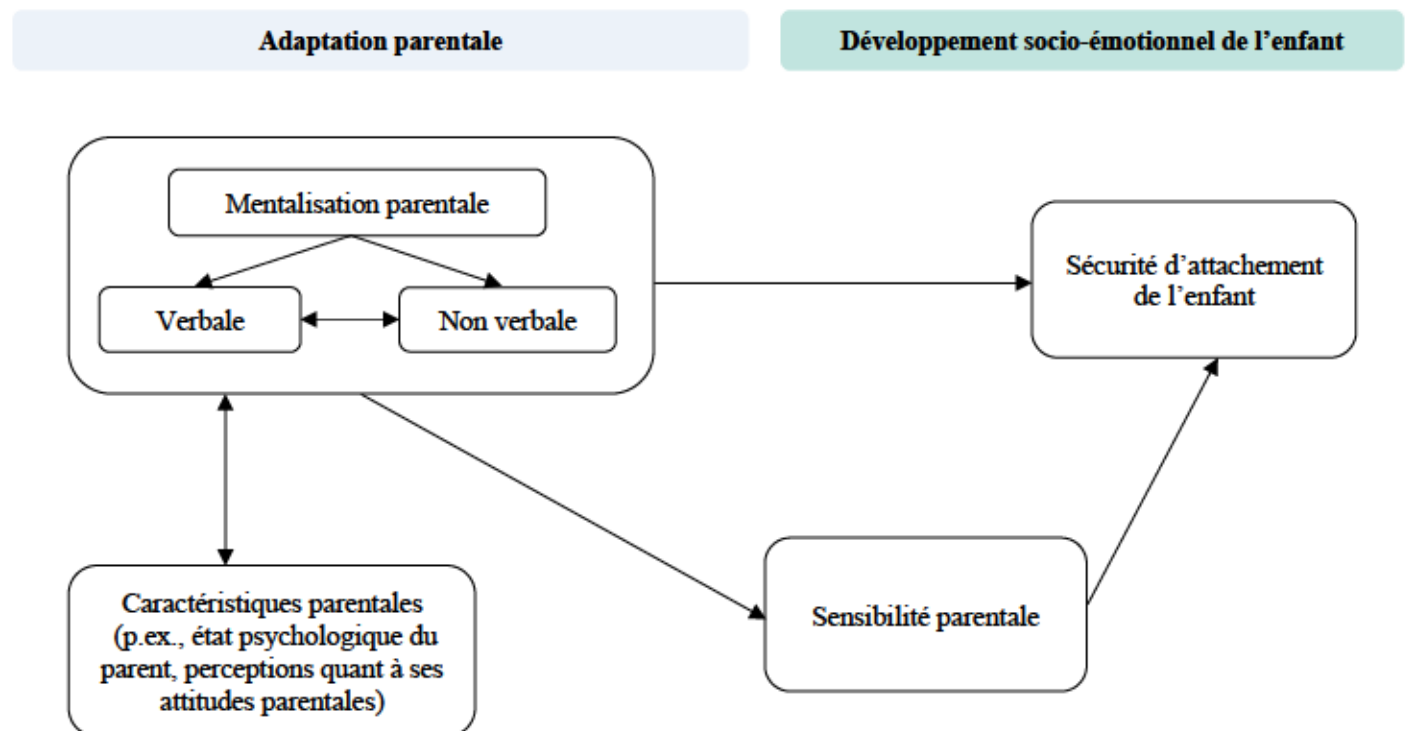 Adaptation parentale
Développement socio-émotionnel de l’enfant
Mentalisation parentale
Verbale
Non verbale
Sécurité d’attachement
de l’enfant
Caractéristiques parentales
(p.ex., état psychologique du
parent, perceptions quant à ses
attitudes parentales)
Sensibilité parentale